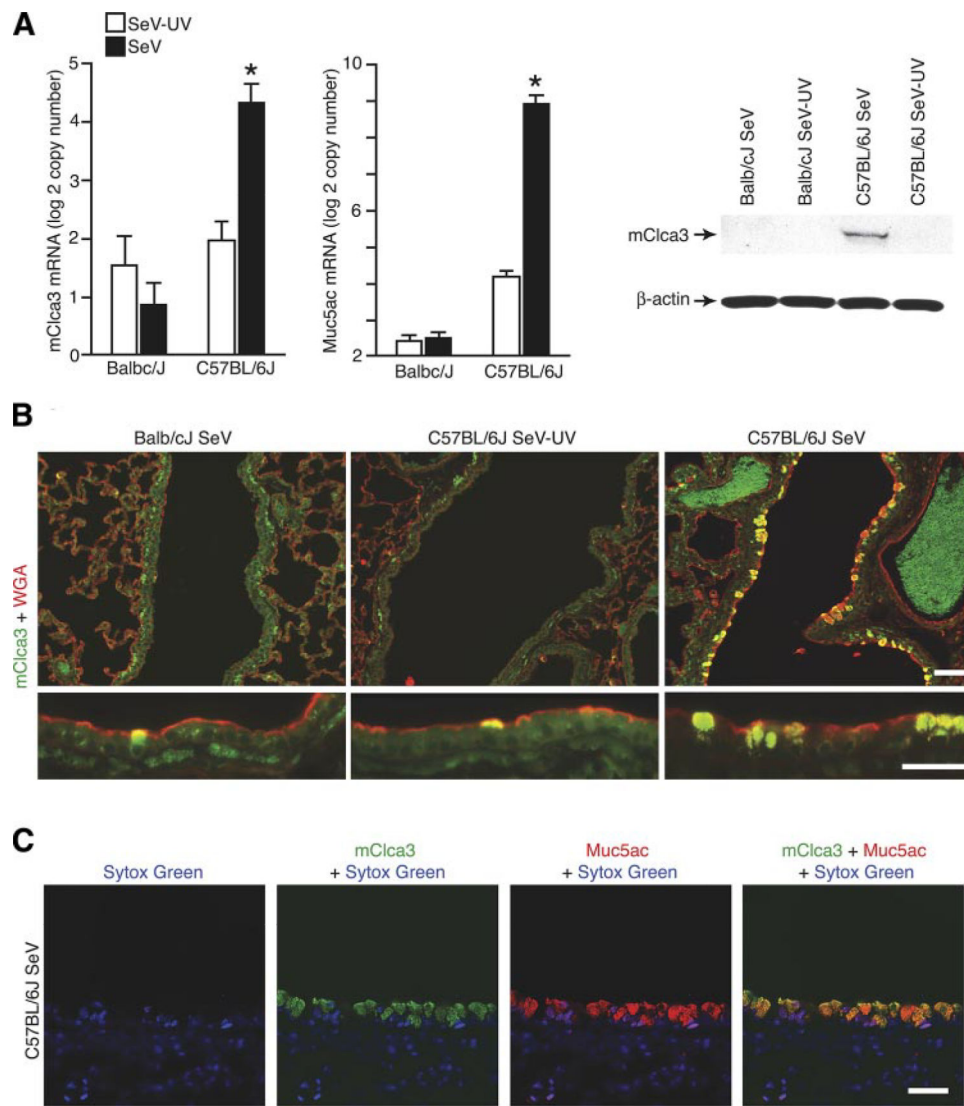 A
SeV-UV
SeV
mClca3 mRNA (log 2 copy number)
5
4
3
2
1
0
*
Balbc/J
C57BL/6J
Muc5ac mRNA (log 2 copy number)
10
6
2
*
Balbc/J
C57BL/6J
Balb/cJ SeV
Balb/cJ SeV-UV
C57BL/6J SeV
C57BL/6J SeV-UV
mClca3
β-actin
B
Balb/cJ SeV
C57BL/6J SeV-UV
C57BL/6J SeV
mClca3 + WGA
C
Sytox Green
mClca3
+ Sytox Green
Muc5ac
+ Sytox Green
mClca3 + Muc5ac
+ Sytox Green
C57BL/6J SeV